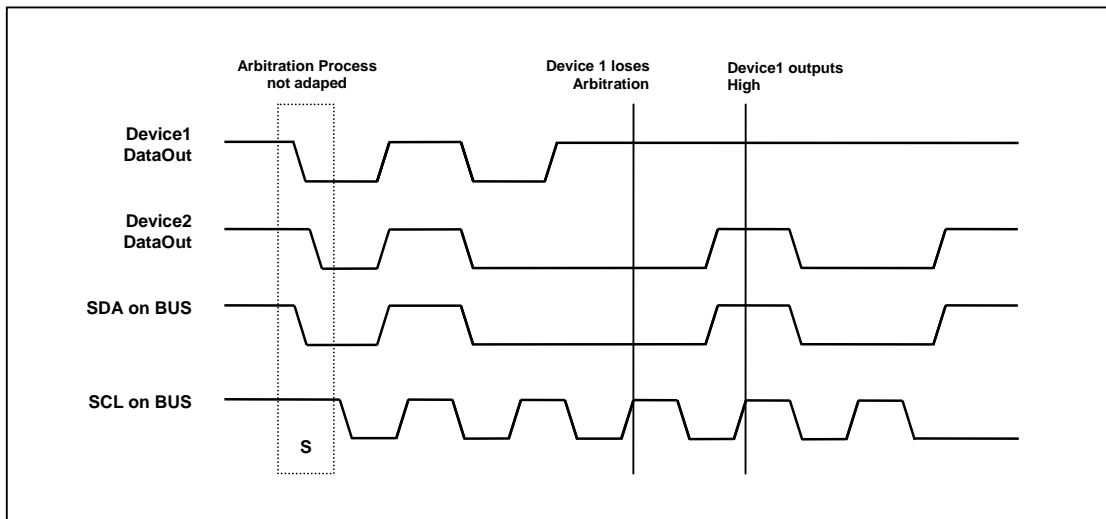 Arbitration Process
not adaped
Device 1 loses
Arbitration
Device1 outputs
High
Device1
DataOut
Device2
DataOut
SDA on BUS
SCL on BUS
S